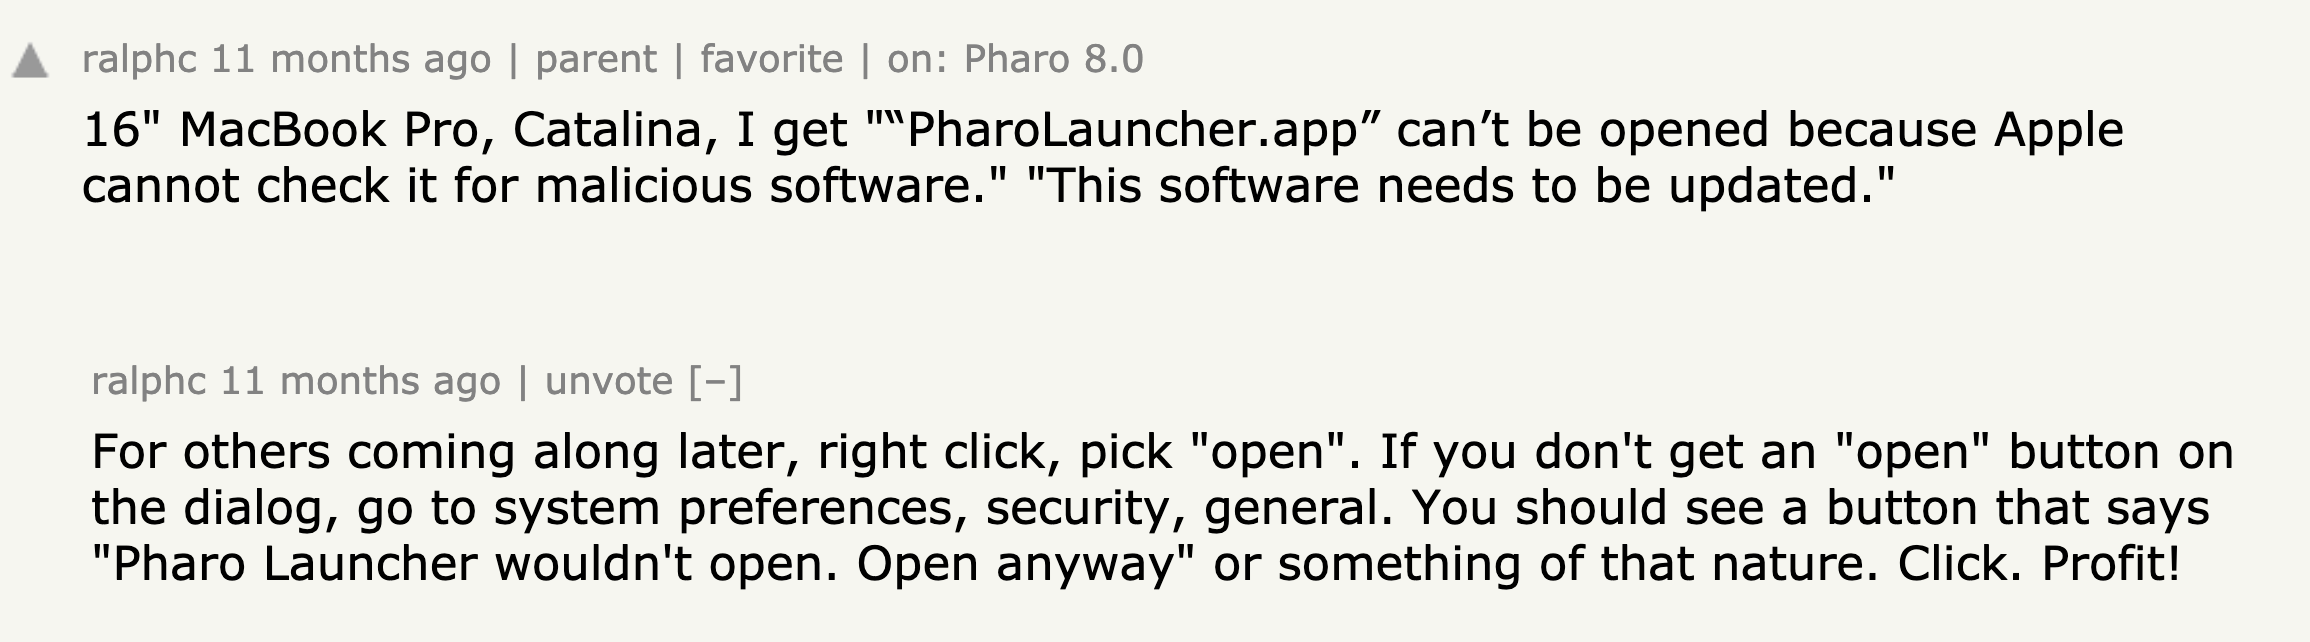 ralphc 11 months ago | parent | favorite | on: Pharo 8.0
16" MacBook Pro, Catalina, I get "“PharoLauncher.app” can’t be opened because Apple
cannot check it for malicious software." "This software needs to be updated."
ralphc 11 months ago | unvote [–]
For others coming along later, right click, pick "open". If you don't get an "open" button on
the dialog, go to system preferences, security, general. You should see a button that says
"Pharo Launcher wouldn't open. Open anyway" or something of that nature. Click. Profit!